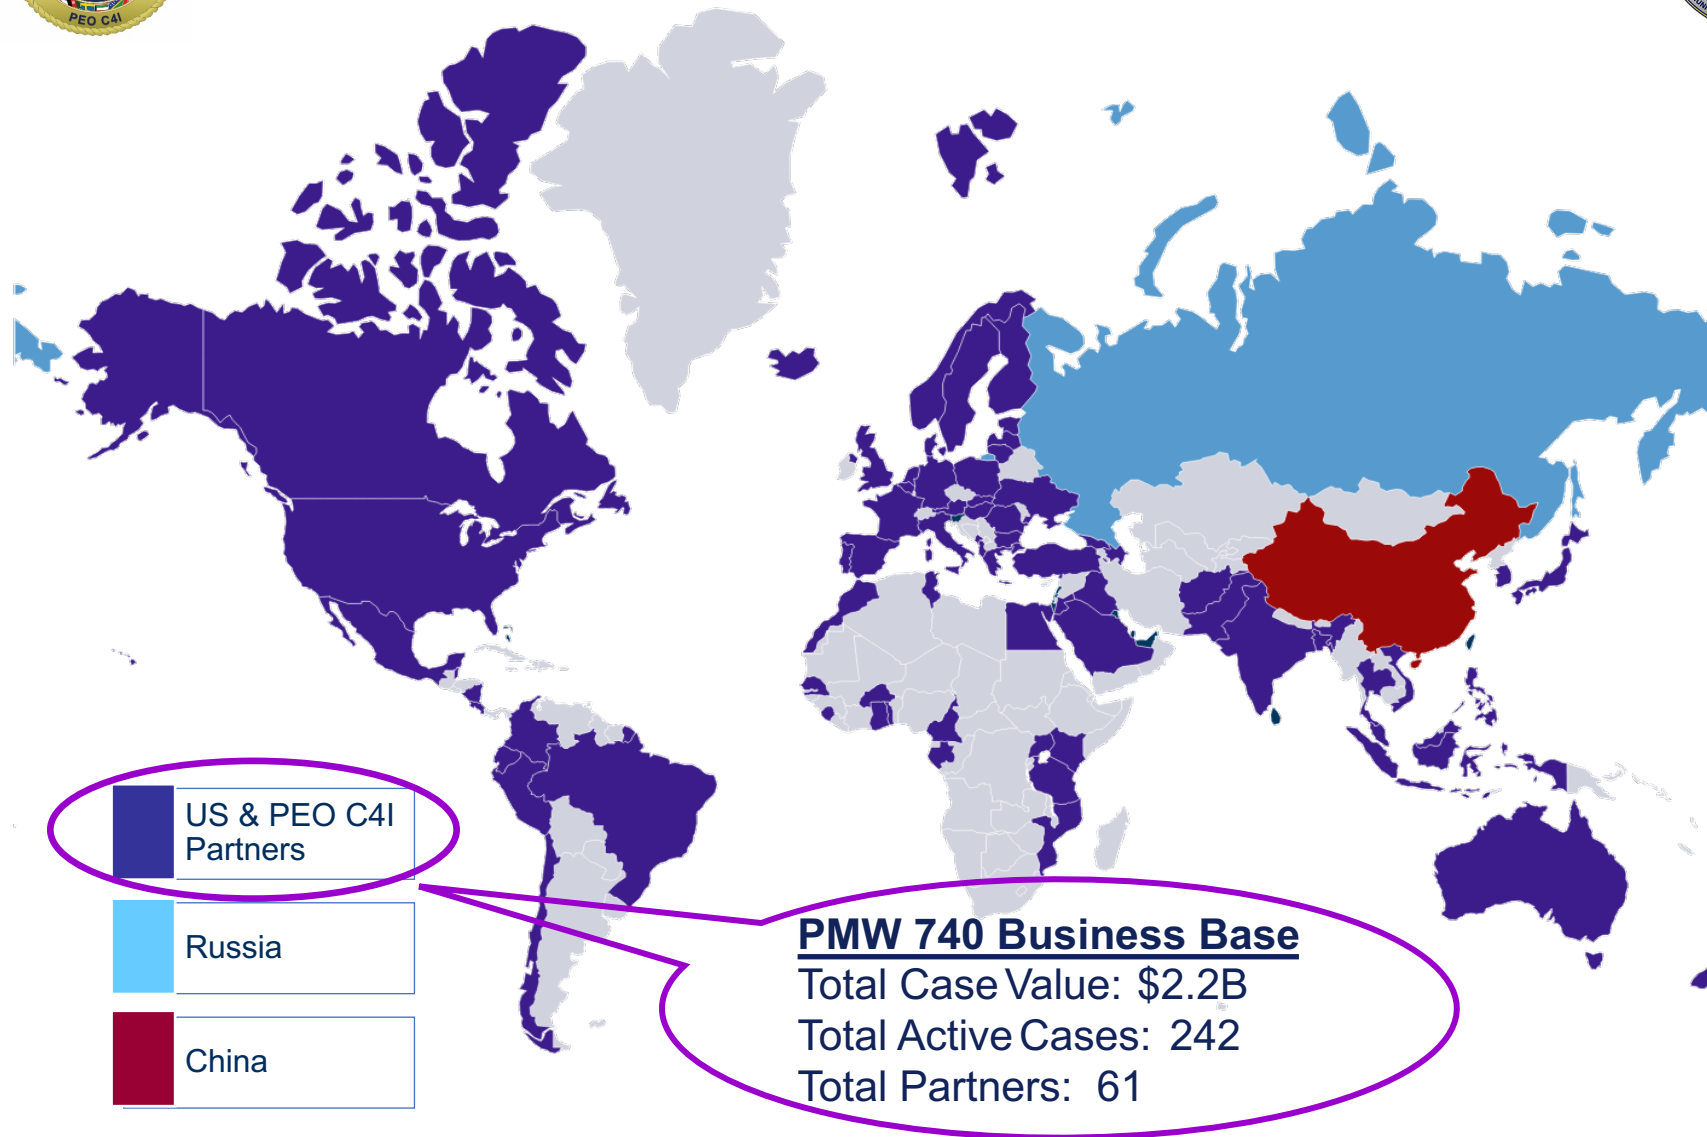 PEO C4I
US & PEO C4I
Partners
Russia
China
PMW 740 Business Base
Total Case Value: $2.2B
Total Active Cases: 242
Total Partners: 61